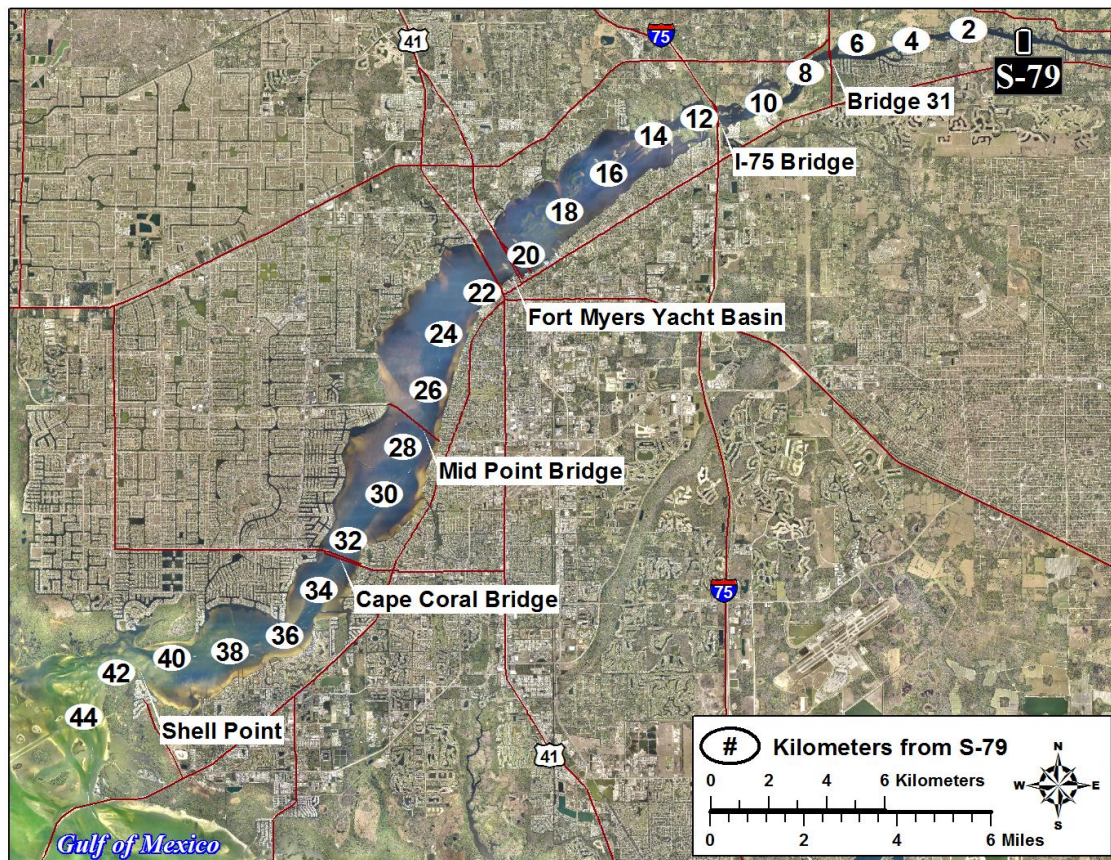 41
75
2
4
6
S-79
8
Bridge 31
10
12
14
I-75 Bridge
16
18
20
22
Fort Myers Yacht Basin
24
26
28
Mid Point Bridge
30
32
34
Cape Coral Bridge
75
36
38
40
42
44
Shell Point
41
# Kilometers from S-79
0 2 4 6 Kilometers
0 2 4 6 Miles
N
W E
S
Gulf of Mexico